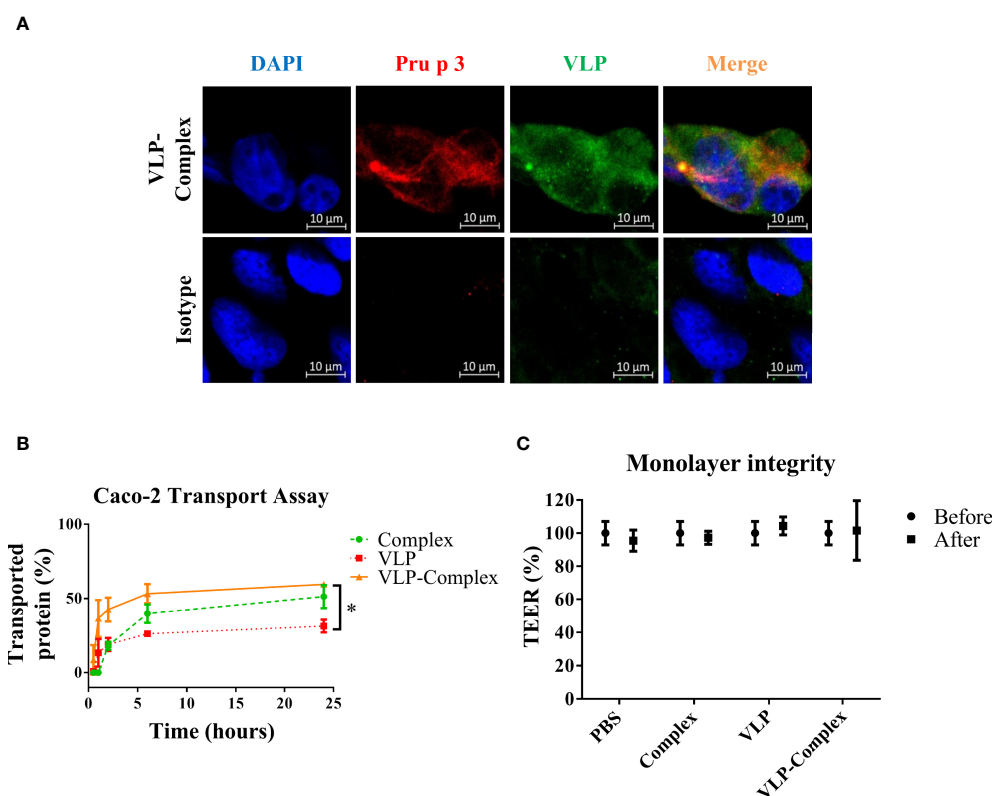 A
DAPI
Pru p 3
VLP
Merge
VLP-
Complex
10 µm
10 µm
10 µm
10 µm
Isotype
10 µm
10 µm
10 µm
10 µm
B
Caco-2 Transport Assay
Transported
protein (%)
100
50
0
0
5
10
15
20
25
Time (hours)
Complex
VLP
VLP-Complex
*
C
Monolayer integrity
TEER (%)
120
100
80
60
40
20
0
PBS
Complex
VLP
VLP-Complex
Before
After